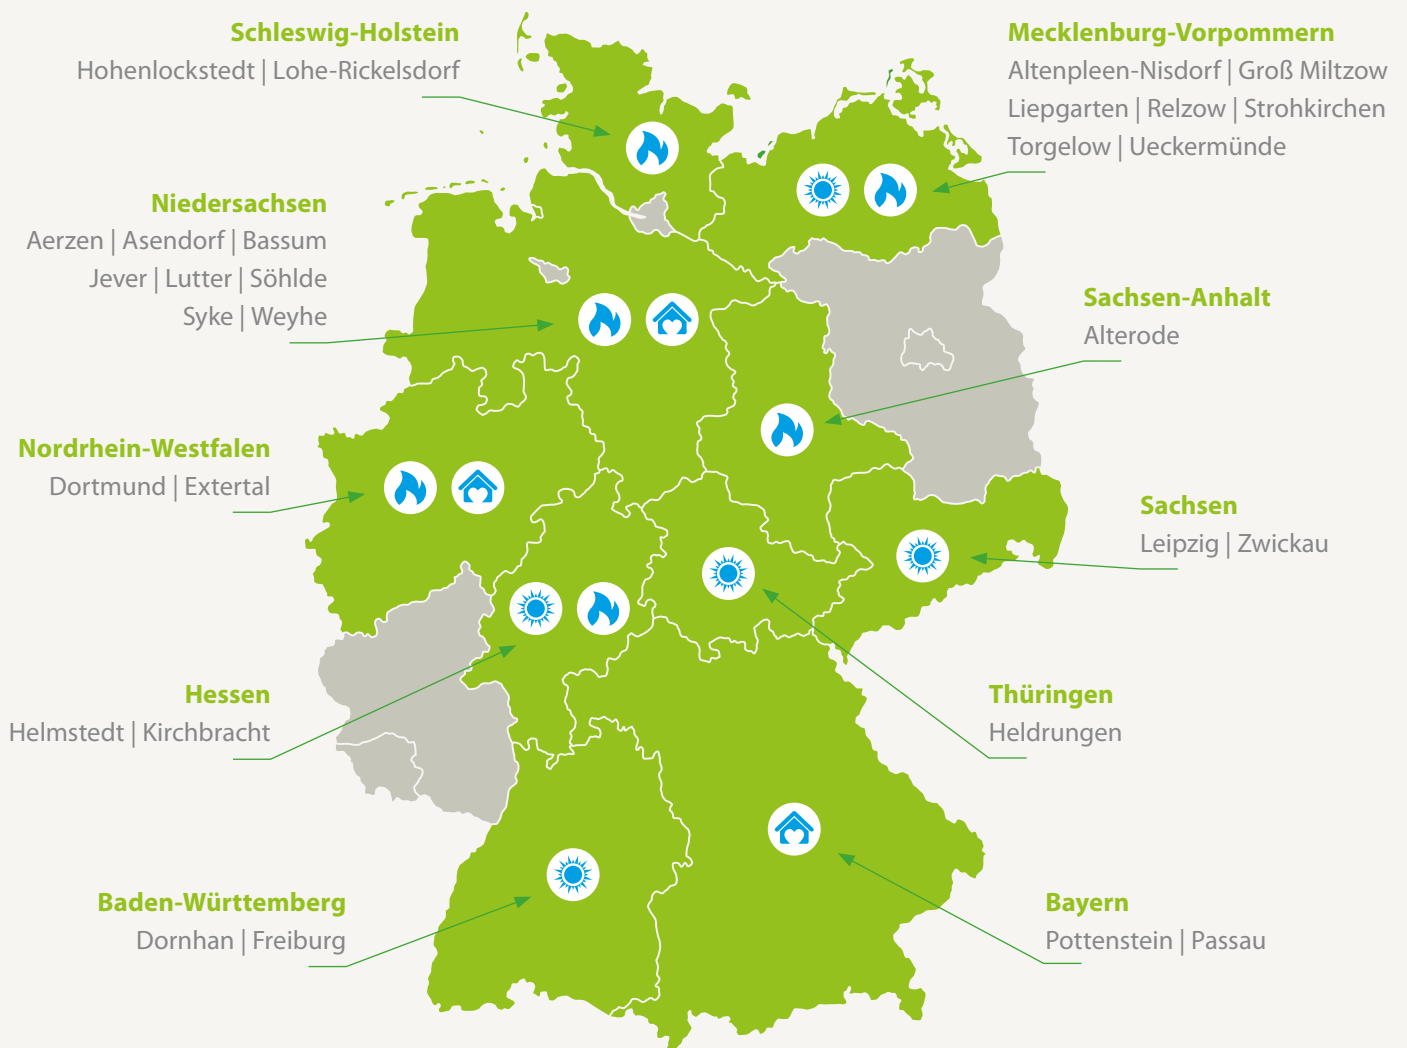 Schleswig-Holstein
Hohenlockstedt | Lohe-Rickelsdorf
Mecklenburg-Vorpommern
Altenpleen-Nisdorf | Groß Miltzow
Liepgarten | Relzow | Strohkirchen
Torgelow | Ueckermünde
Niedersachsen
Aerzen | Asendorf | Bassum
Jever | Lutter | Söhlde
Syke | Weyhe
Sachsen-Anhalt
Alterode
Nordrhein-Westfalen
Dortmund | Extertal
Sachsen
Leipzig | Zwickau
Hessen
Helmstedt | Kirchbracht
Thüringen
Heldrungen
Baden-Württemberg
Dornhan | Freiburg
Bayern
Pottenstein | Passau